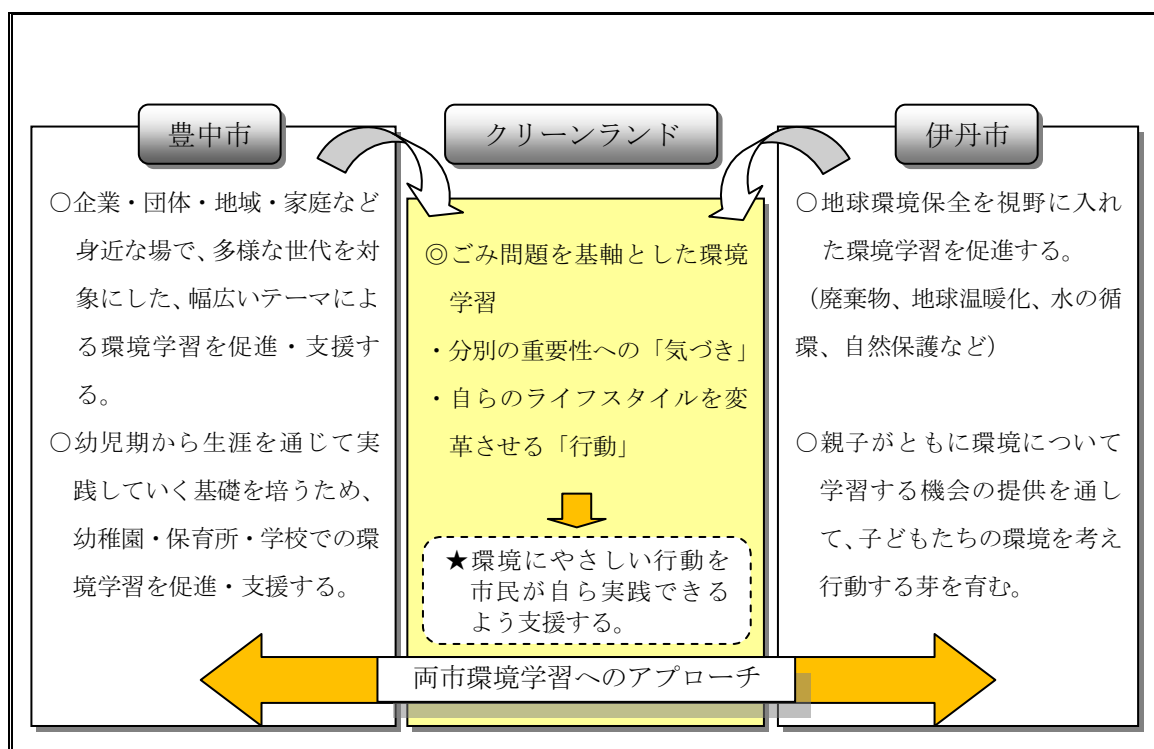 豊中市
○企業・団体・地域・家庭など
身近な場で、多様な世代を対
象にした、幅広いテーマによ
る環境学習を促進・支援す
る。
○幼児期から生涯を通じて実
践していく基礎を培うため、
幼稚園・保育所・学校での環
境学習を促進・支援する。
クリーンランド
◎ごみ問題を基軸とした環境
学習
・分別の重要性への「気づき」
・自らのライフスタイルを変
革させる「行動」
★環境にやさしい行動を
市民が自ら実践できる
よう支援する。
伊丹市
○地球環境保全を視野に入れ
た環境学習を促進する。
（廃棄物、地球温暖化、水の循
環、自然保護など）
○親子がともに環境について
学習する機会の提供を通し
て、子どもたちの環境を考え
行動する芽を育む。
両市環境学習へのアプローチ